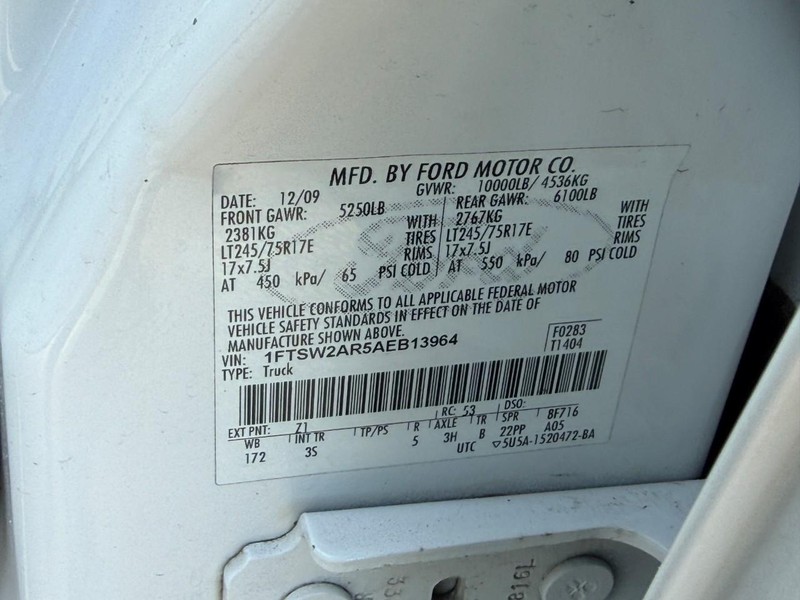 MFD. BY FORD MOTOR CO.
DATE: 12/09 GVWR: 10000LB/ 4536KG
FRONT GAWR: 5250LB REAR GAWR: 6100LB
2381KG WITH 2767KG WITH
LT245/75R17E TIRES LT245/75R17E TIRES
17x7.5J RIMS 17x7.5J RIMS
AT 450 kPa/ 65 PSI COLD AT 550 kPa/ 80 PSI COLD
THIS VEHICLE CONFORMS TO ALL APPLICABLE FEDERAL MOTOR
VEHICLE SAFETY STANDARDS IN EFFECT ON THE DATE OF
MANUFACTURE SHOWN ABOVE.
VIN: 1FTSW2AR5AEB13964 F0283
TYPE: Truck T1404
EXT PNT: Z1 RC: 53 DSO:
WB INT TR TP/PS R AXLE TR SPR 8F716
172 3S 5 3H B 22PP A05
UTC ▽5U5A-1520472-BA
816L